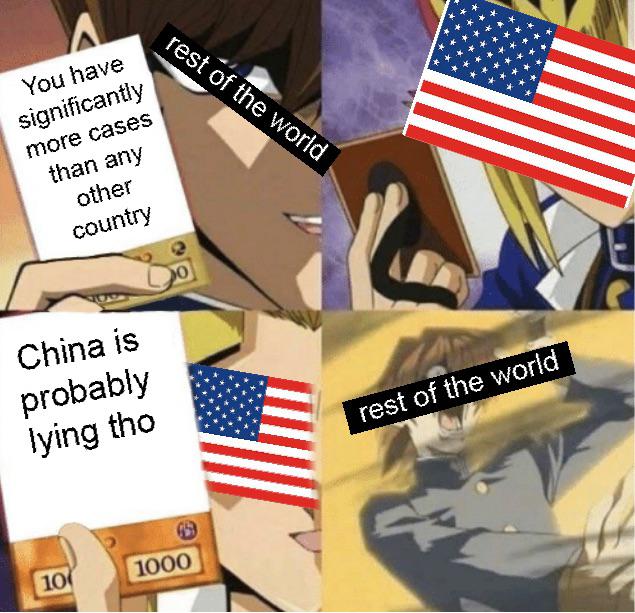 You have
significantly
more cases
than any
other
country
rest of the world
China is
probably
lying tho
1000
rest of the world